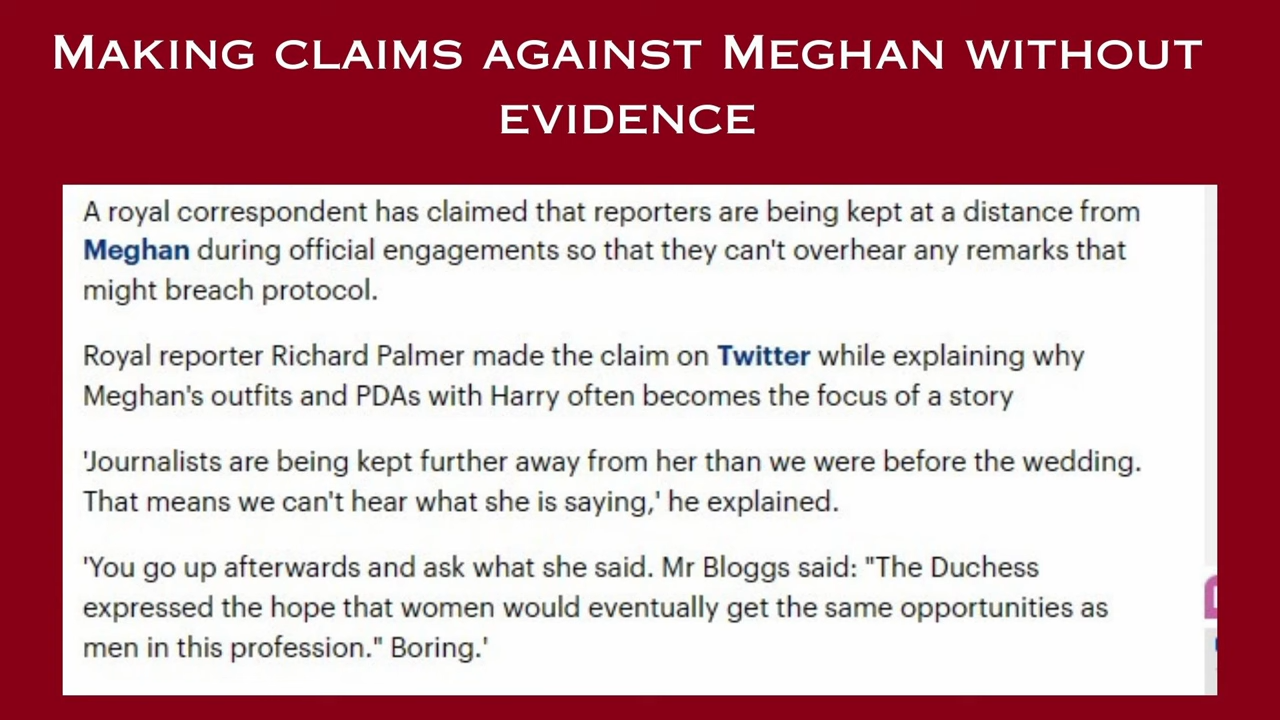 MAKING CLAIMS AGAINST MEGHAN WITHOUT
EVIDENCE
A royal correspondent has claimed that reporters are being kept at a distance from
Meghan during official engagements so that they can't overhear any remarks that
might breach protocol.
Royal reporter Richard Palmer made the claim on Twitter while explaining why
Meghan's outfits and PDAs with Harry often becomes the focus of a story
'Journalists are being kept further away from her than we were before the wedding.
That means we can't hear what she is saying,' he explained.
'You go up afterwards and ask what she said. Mr Bloggs said: "The Duchess
expressed the hope that women would eventually get the same opportunities as
men in this profession." Boring.'